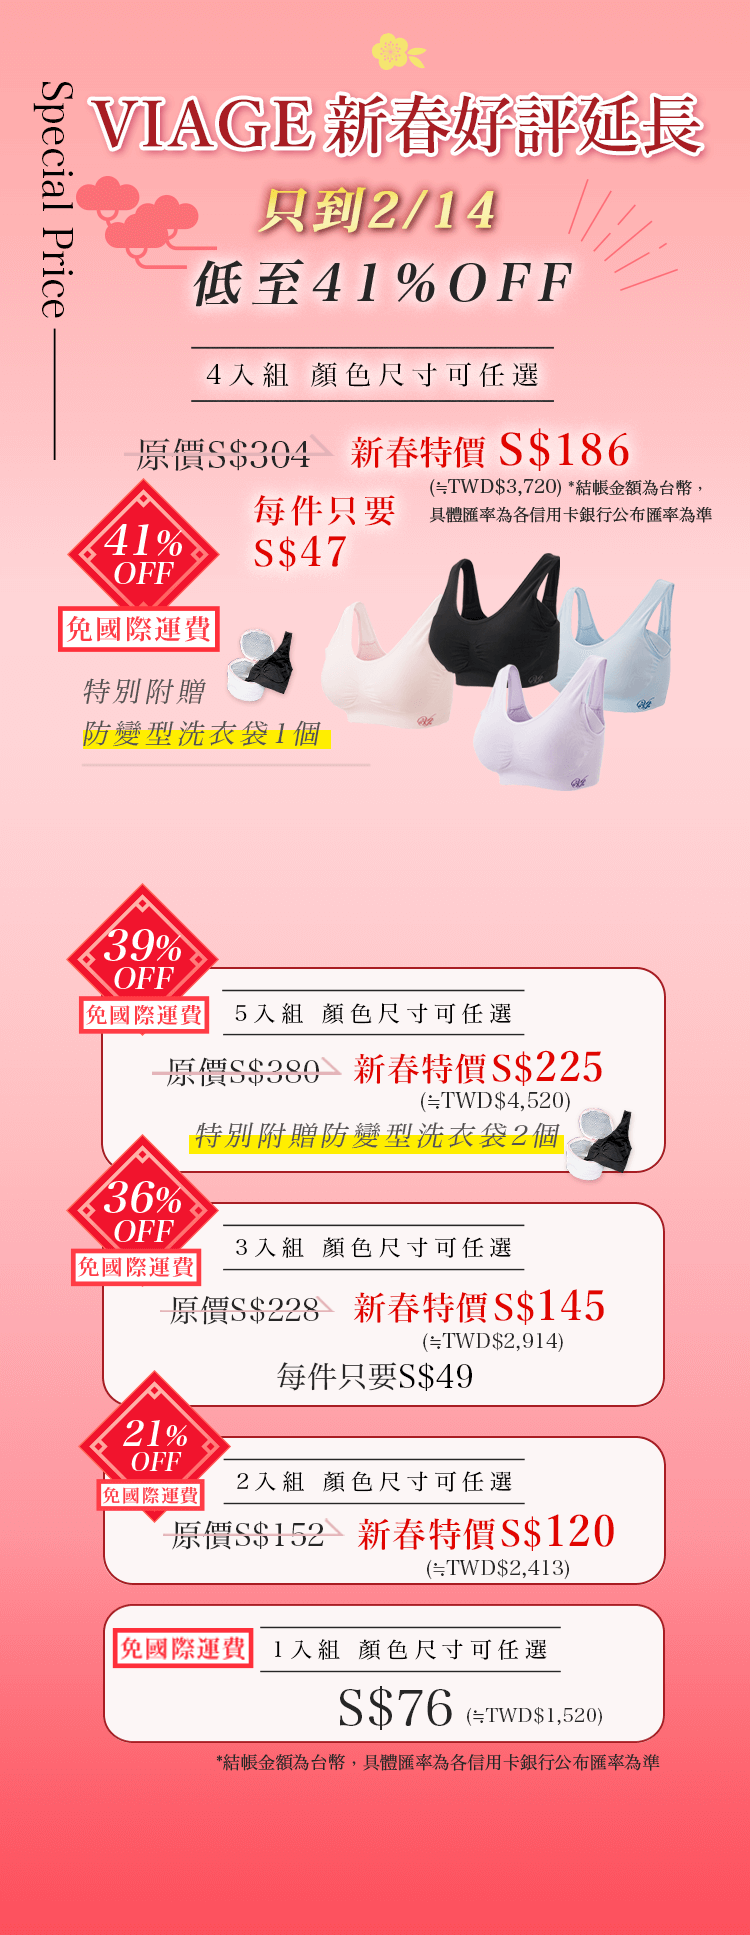 Special Price
VIAGE 新春好評延長
只到2/14
低至41%OFF
4入組 顏色尺寸可任選
原價S$304 新春特價 S$186
(≒TWD$3,720) *結帳金額為台幣，
具體匯率為各信用卡銀行公布匯率為準
每件只要
S$47
41%
OFF
免國際運費
特別附贈
防變型洗衣袋1個
39%
OFF
免國際運費
5入組 顏色尺寸可任選
原價S$380 新春特價S$225
(≒TWD$4,520)
特別附贈防變型洗衣袋2個
36%
OFF
免國際運費
3入組 顏色尺寸可任選
原價S$228 新春特價S$145
(≒TWD$2,914)
每件只要S$49
21%
OFF
免國際運費
2入組 顏色尺寸可任選
原價S$152 新春特價S$120
(≒TWD$2,413)
免國際運費
1入組 顏色尺寸可任選
S$76 (≒TWD$1,520)
*結帳金額為台幣，具體匯率為各信用卡銀行公布匯率為準